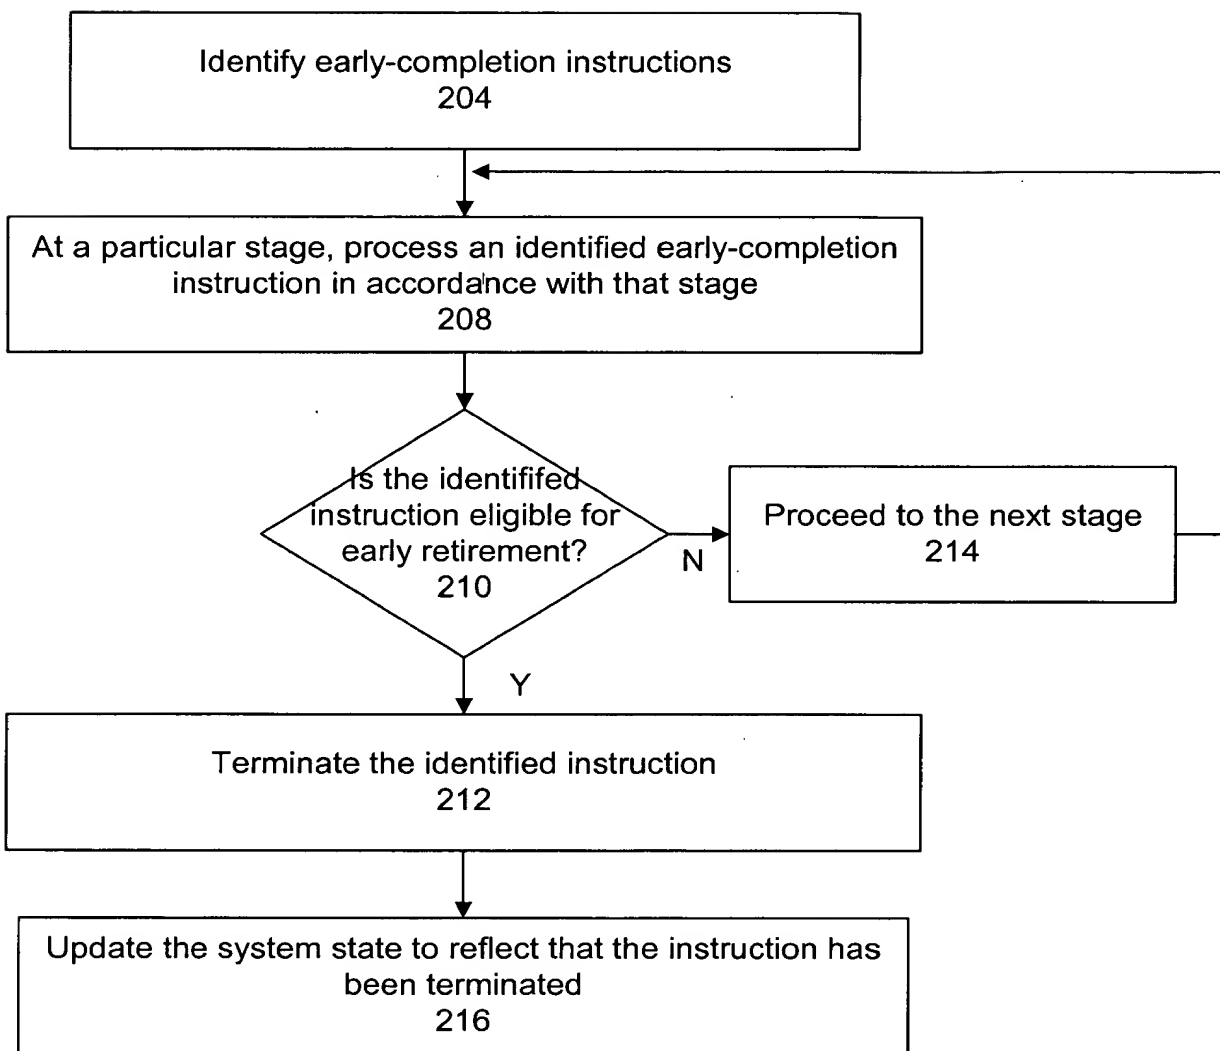 Identify early-completion instructions
204
At a particular stage, process an identified early-completion
instruction in accordance with that stage
208
Is the identififed
instruction eligible for
early retirement?
210
N
Proceed to the next stage
214
Y
Terminate the identified instruction
212
Update the system state to reflect that the instruction has
been terminated
216